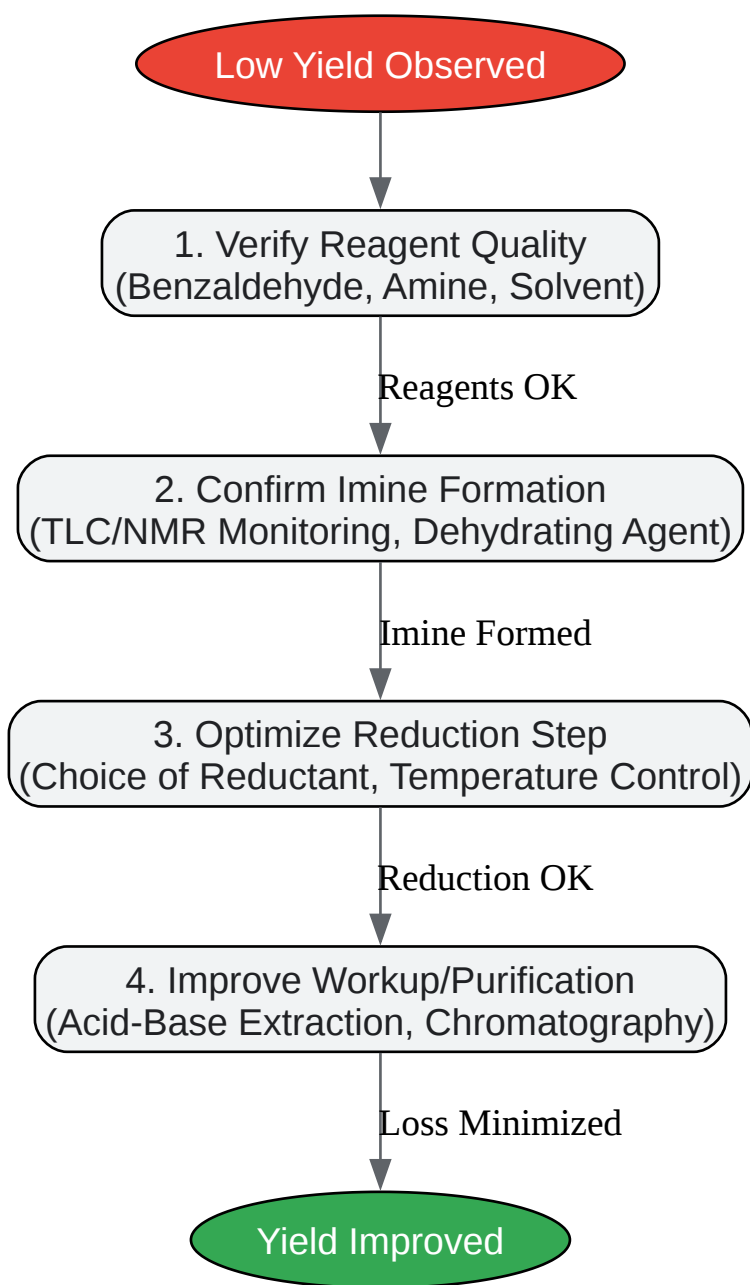 Low Yield Observed
1. Verify Reagent Quality
(Benzaldehyde, Amine, Solvent)
Reagents OK
2. Confirm Imine Formation
(TLC/NMR Monitoring, Dehydrating Agent)
Imine Formed
3. Optimize Reduction Step
(Choice of Reductant, Temperature Control)
Reduction OK
4. Improve Workup/Purification
(Acid-Base Extraction, Chromatography)
Loss Minimized
Yield Improved